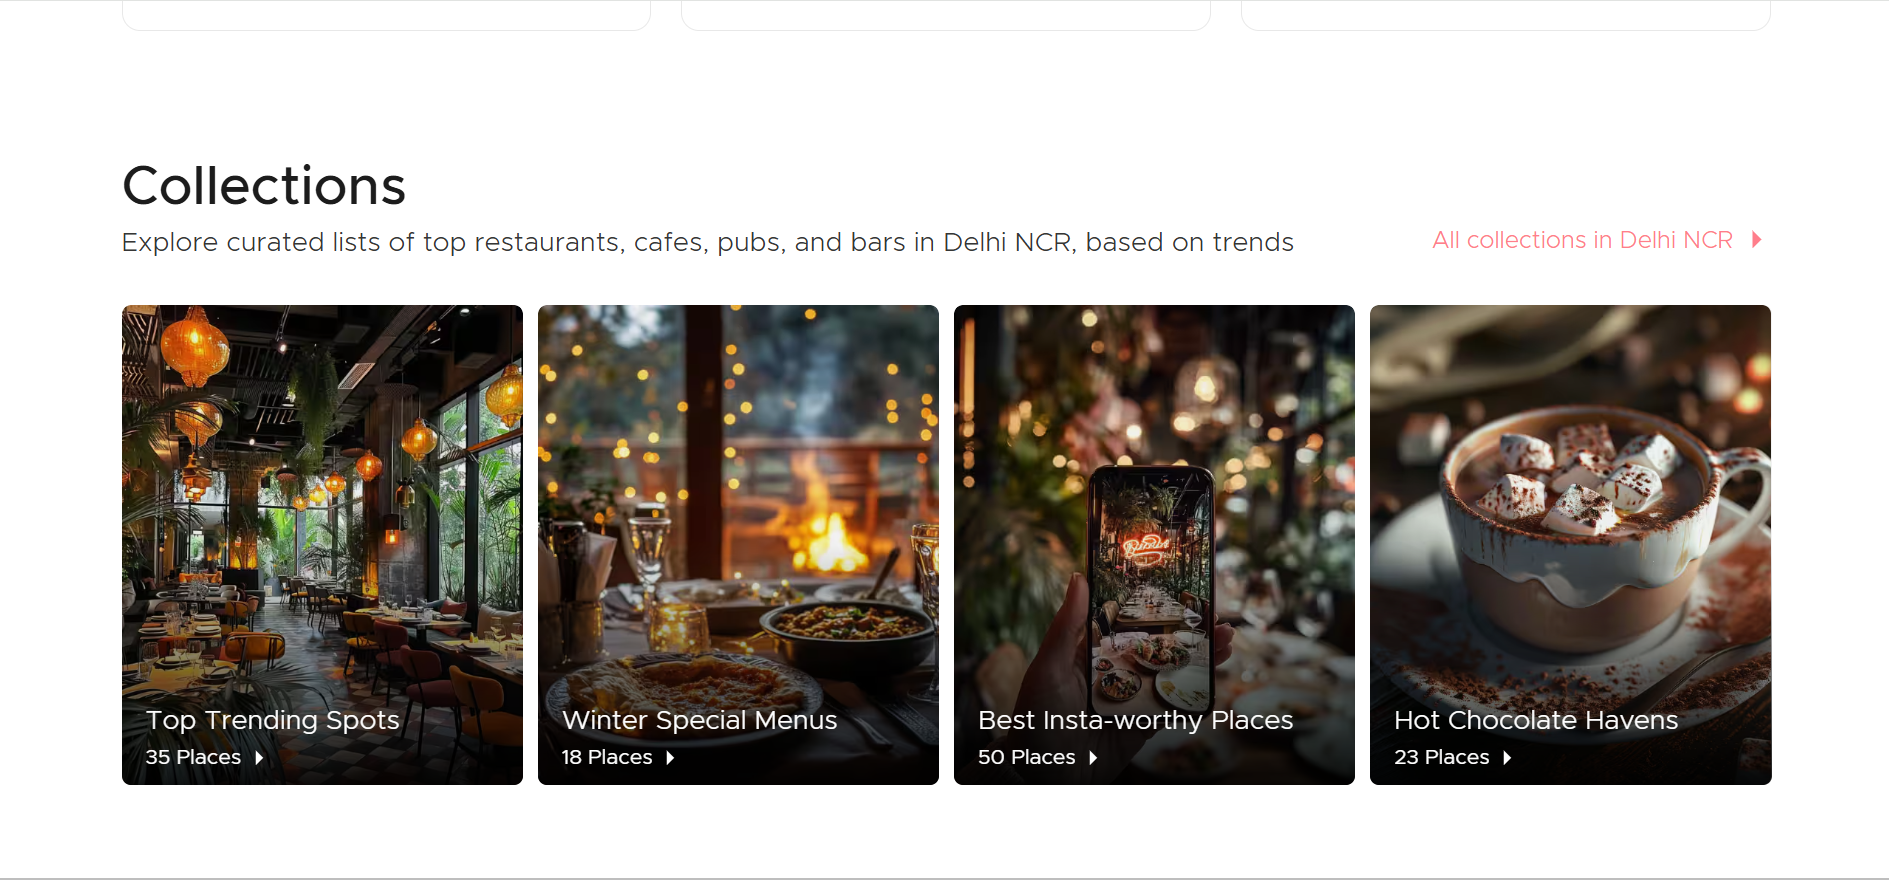 Collections
Explore curated lists of top restaurants, cafes, pubs, and bars in Delhi NCR, based on trends
All collections in Delhi NCR
Top Trending Spots
35 Places
Winter Special Menus
18 Places
Best Insta-worthy Places
50 Places
Hot Chocolate Havens
23 Places